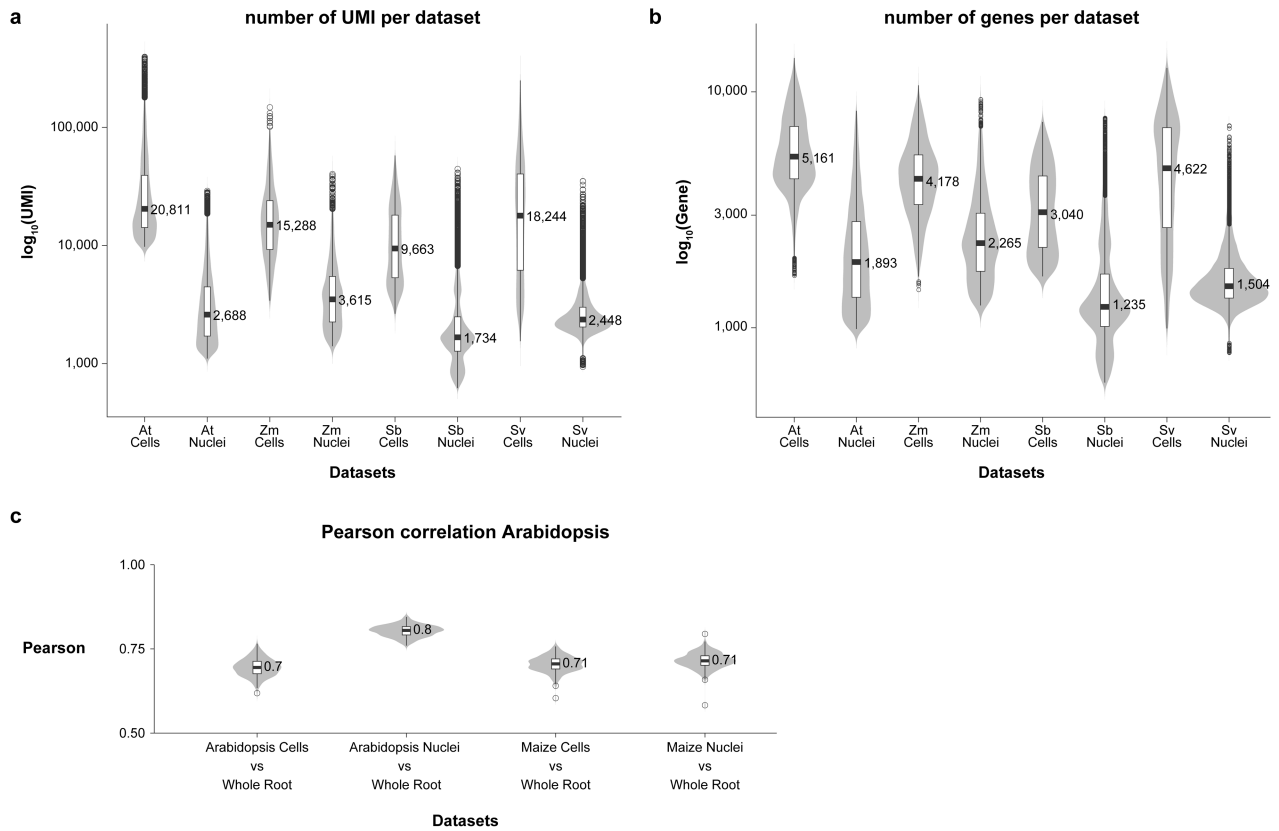 a
number of UMI per dataset
log10(UMI)
100,000
10,000
1,000
20,811
2,688
15,288
3,615
9,663
1,734
18,244
2,448
At Cells
At Nuclei
Zm Cells
Zm Nuclei
Sb Cells
Sb Nuclei
Sv Cells
Sv Nuclei
Datasets
b
number of genes per dataset
log10(Gene)
10,000
3,000
1,000
5,161
1,893
4,178
2,265
3,040
1,235
4,622
1,504
At Cells
At Nuclei
Zm Cells
Zm Nuclei
Sb Cells
Sb Nuclei
Sv Cells
Sv Nuclei
Datasets
c
Pearson correlation Arabidopsis
Pearson
1.00
0.75
0.50
0.7
0.8
0.71
0.71
Arabidopsis Cells
vs
Whole Root
Arabidopsis Nuclei
vs
Whole Root
Maize Cells
vs
Whole Root
Maize Nuclei
vs
Whole Root
Datasets